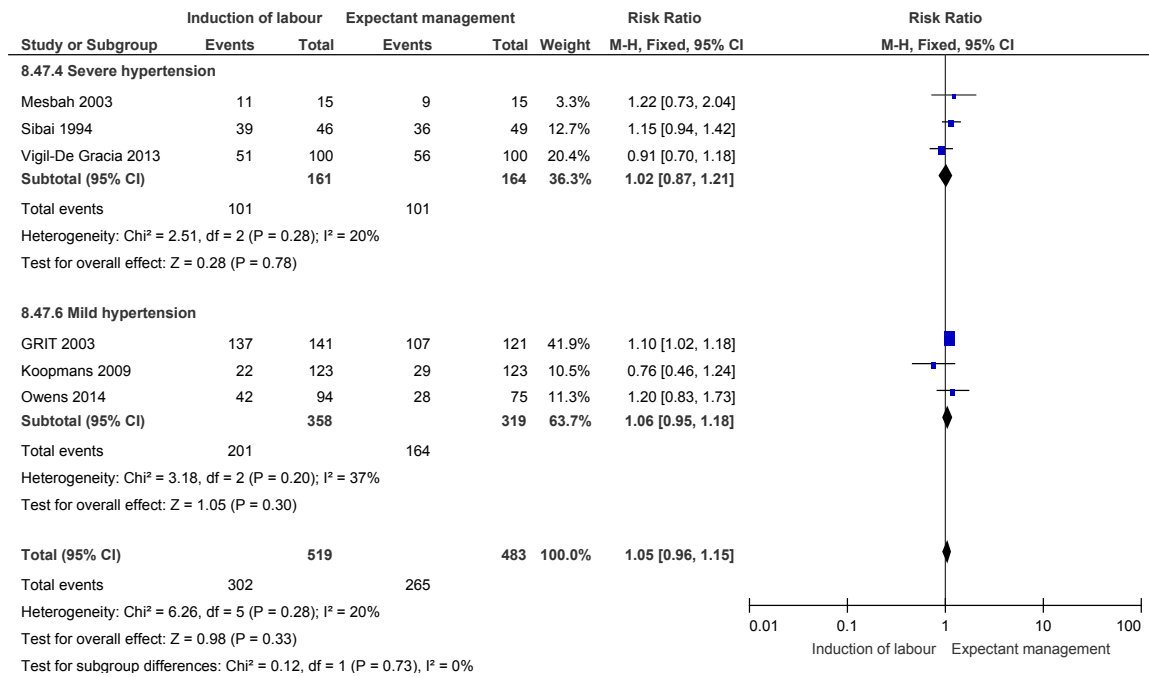 Induction of labour Expectant management Risk Ratio Risk Ratio
Study or Subgroup Events Total Events Total Weight M-H, Fixed, 95% CI M-H, Fixed, 95% CI
8.47.4 Severe hypertension
Mesbah 2003 11 15 9 15 3.3% 1.22 [0.73, 2.04]
Sibai 1994 39 46 36 49 12.7% 1.15 [0.94, 1.42]
Vigil-De Gracia 2013 51 100 56 100 20.4% 0.91 [0.70, 1.18]
Subtotal (95% CI) 161 164 36.3% 1.02 [0.87, 1.21]
Total events 101 101
Heterogeneity: Chi² = 2.51, df = 2 (P = 0.28); I² = 20%
Test for overall effect: Z = 0.28 (P = 0.78)
8.47.6 Mild hypertension
GRIT 2003 137 141 107 121 41.9% 1.10 [1.02, 1.18]
Koopmans 2009 22 123 29 123 10.5% 0.76 [0.46, 1.24]
Owens 2014 42 94 28 75 11.3% 1.20 [0.83, 1.73]
Subtotal (95% CI) 358 319 63.7% 1.06 [0.95, 1.18]
Total events 201 164
Heterogeneity: Chi² = 3.18, df = 2 (P = 0.20); I² = 37%
Test for overall effect: Z = 1.05 (P = 0.30)
Total (95% CI) 519 483 100.0% 1.05 [0.96, 1.15]
Total events 302 265
Heterogeneity: Chi² = 6.26, df = 5 (P = 0.28); I² = 20%
Test for overall effect: Z = 0.98 (P = 0.33)
Test for subgroup differences: Chi² = 0.12, df = 1 (P = 0.73), I² = 0%
0.01 0.1 1 10 100
Induction of labour Expectant management